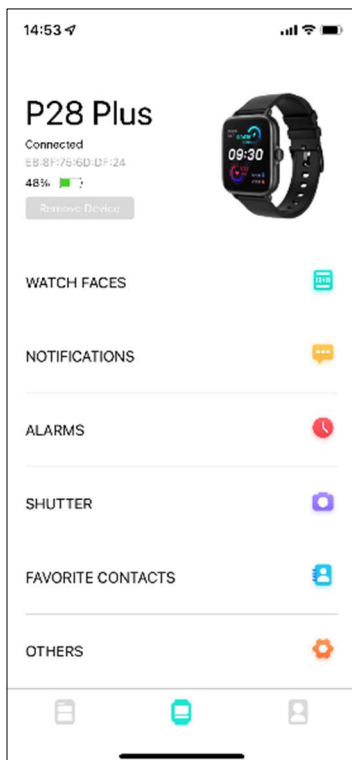 14:53
P28 Plus
Connected
EB:8F:75:6D:DF:24
48%
Remove Device
09:30
WATCH FACES
NOTIFICATIONS
ALARMS
SHUTTER
FAVORITE CONTACTS
OTHERS